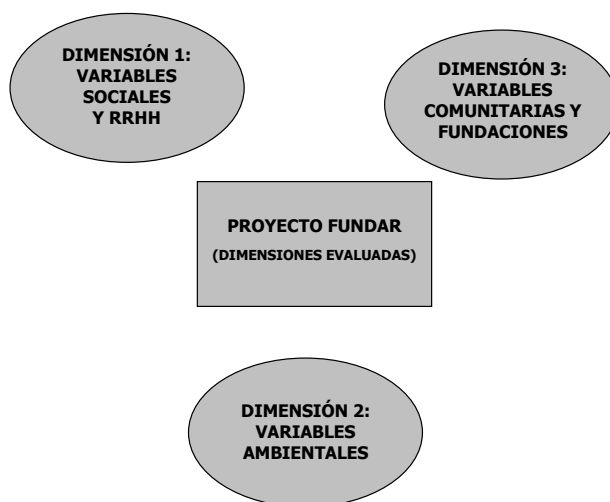 DIMENSIÓN 1:
VARIABLES
SOCIALES
Y RRHH
DIMENSIÓN 3:
VARIABLES
COMUNITARIAS Y
FUNDACIONES
PROYECTO FUNDAR
(DIMENSIONES EVALUADAS)
DIMENSIÓN 2:
VARIABLES
AMBIENTALES